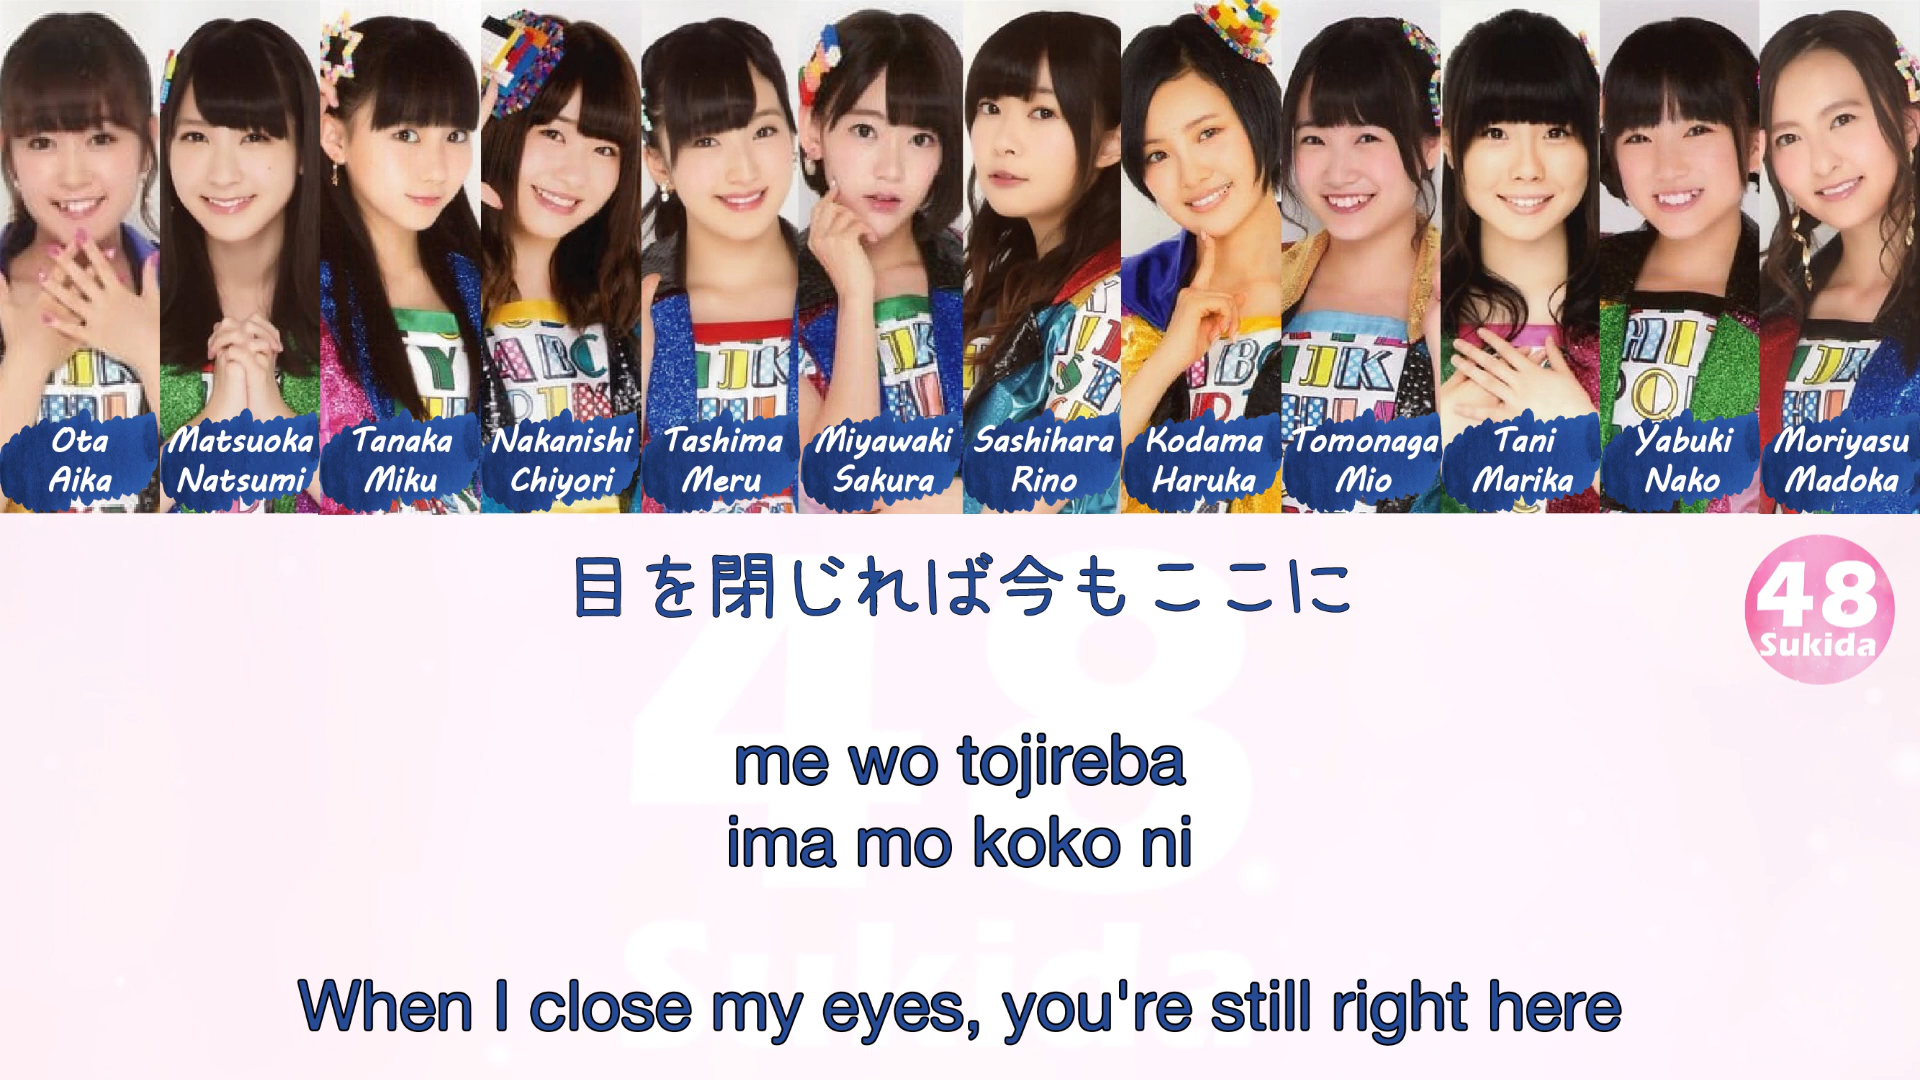 Ota
Aika
Matsuoka
Natsumi
Tanaka
Miku
Nakanishi
Chiyori
Tashima
Meru
Miyawaki
Sakura
Sashihara
Rino
Kodama
Haruka
Tomonaga
Mio
Tani
Marika
Yabuki
Nako
Moriyasu
Madoka
目を閉じれば今もここに
48
Sukida
me wo tojireba
ima mo koko ni
When I close my eyes, you're still right here
48
Sukida